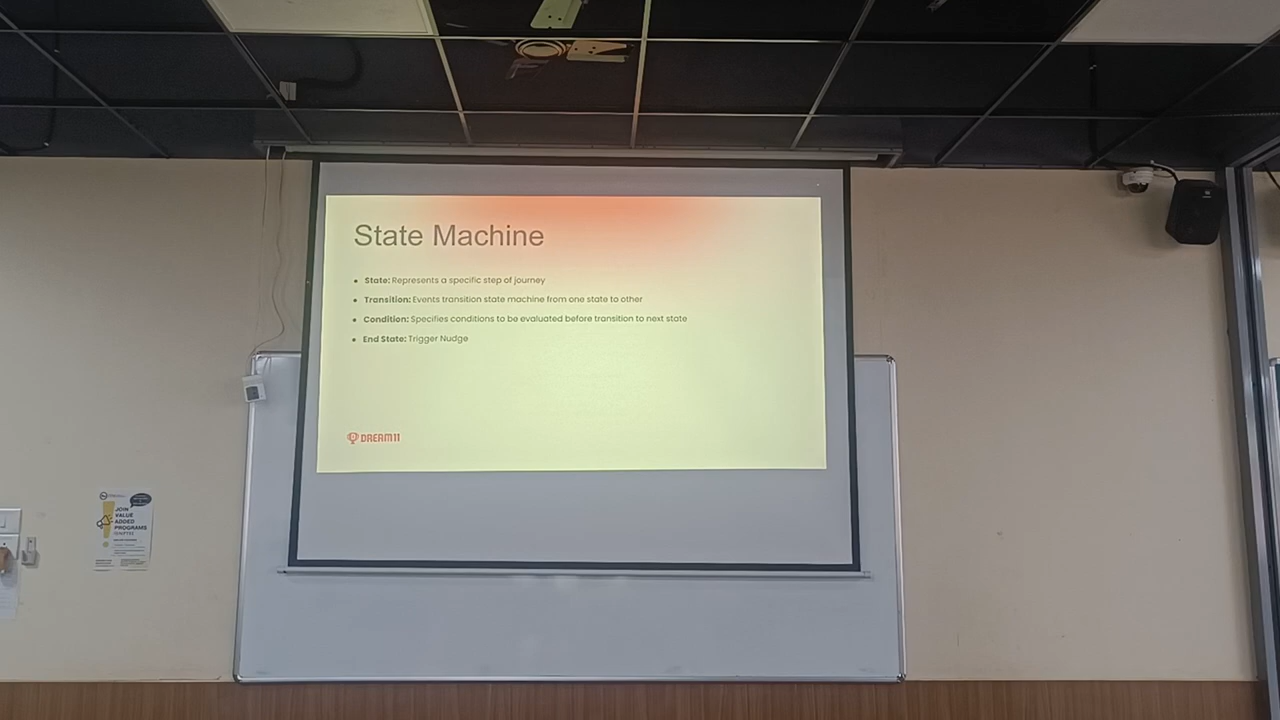 State Machine
• State: Represents a specific step of journey
• Transition: Events transition state machine from one state to other
• Condition: Specifies conditions to be evaluated before transition to next state
• End State: Trigger Nudge
DREAM11
JOIN
VALUE
ADDED
PROGRAMS